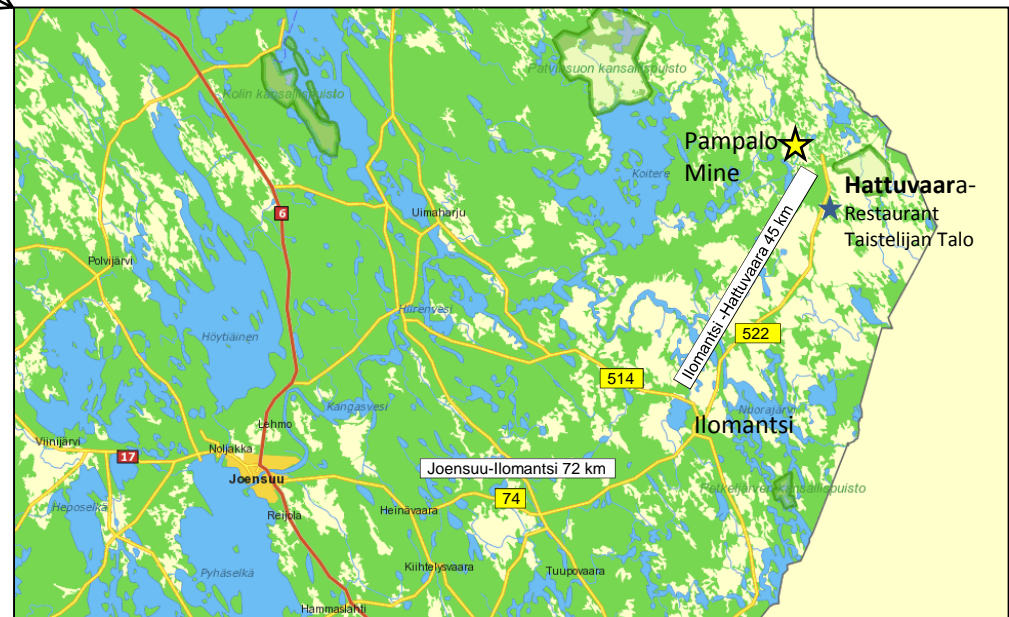 Kolin kansallispuisto
Patvinsuon kansallispuisto
Pampalo
Mine
Koitere
Hattuvaara-
Restaurant
Taistelijan Talo
6
Uimaharju
Polvijärvi
Ilomantsi -Hattuvaara 45 km
Hiirenvesi
Höytiäinen
522
514
Kangasvesi
Nuorajärvi
Lehmo
Ilomantsi
Viinijärvi
Noljakka
17
Joensuu-Ilomantsi 72 km
Joensuu
74
Petkeljärven kansallispuisto
Heposelkä
Reijola
Heinävaara
Pyhäselkä
Kiihtelysvaara
Tuupovaara
Hammaslahti